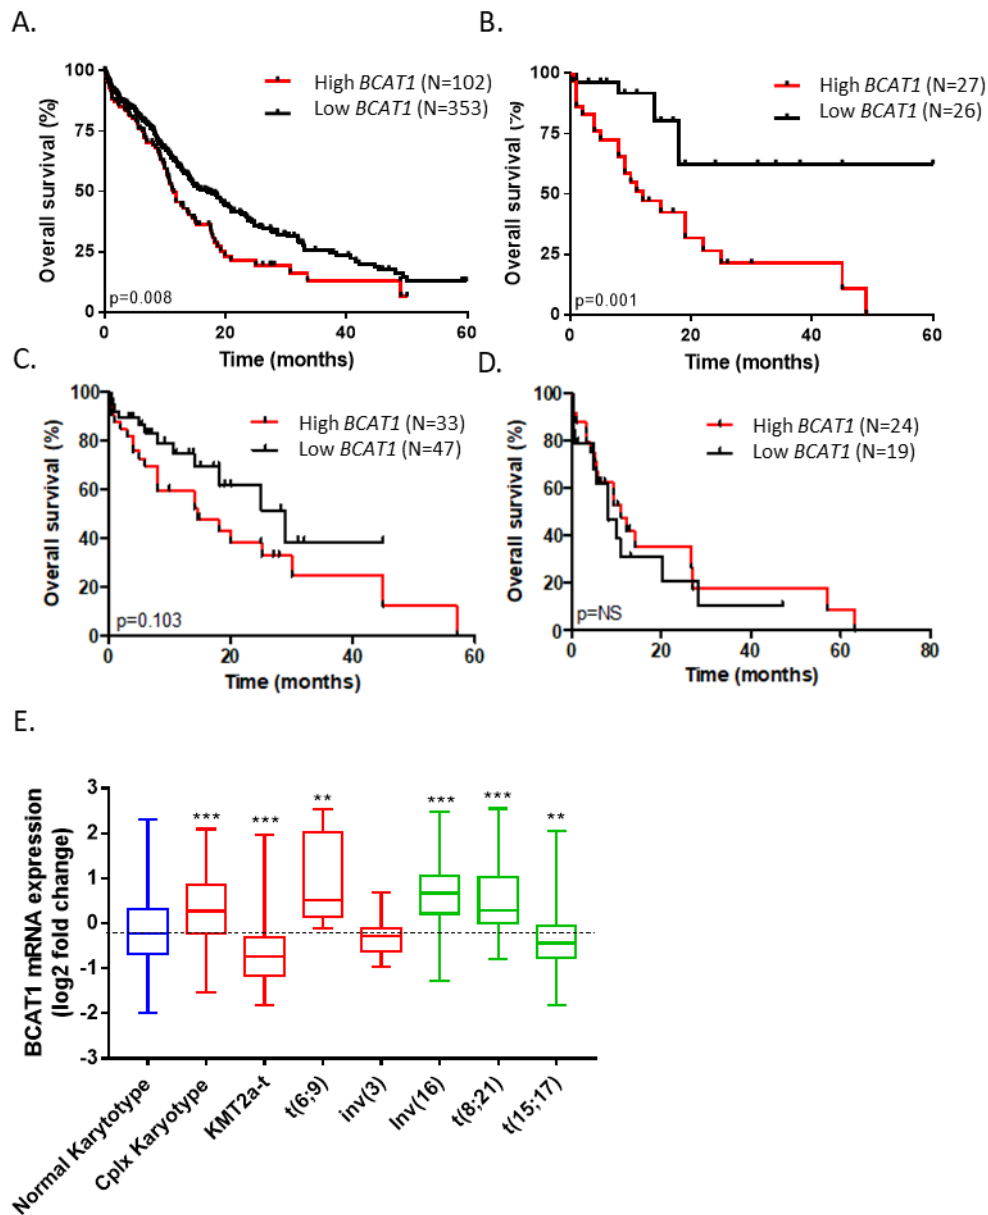 A.
B.
100
75
50
25
0
Overall survival (%)
High BCAT1 (N=102)
Low BCAT1 (N=353)
p=0.008
0 20 40 60
Time (months)
100
75
50
25
0
Overall survival (%)
High BCAT1 (N=27)
Low BCAT1 (N=26)
p=0.001
0 20 40 60
Time (months)
C.
D.
100
80
60
40
20
0
Overall survival (%)
High BCAT1 (N=33)
Low BCAT1 (N=47)
p=0.103
0 20 40 60
Time (months)
100
80
60
40
20
0
Overall survival (%)
High BCAT1 (N=24)
Low BCAT1 (N=19)
p=NS
0 20 40 60 80
Time (months)
E.
BCAT1 mRNA expression
(log2 fold change)
3
2
1
0
-1
-2
-3
*** *** ** *** *** **
Normal Karytotype
Cplx Karyotype
KMT2a-t
t(6;9)
inv(3)
Inv(16)
t(8;21)
t(15;17)